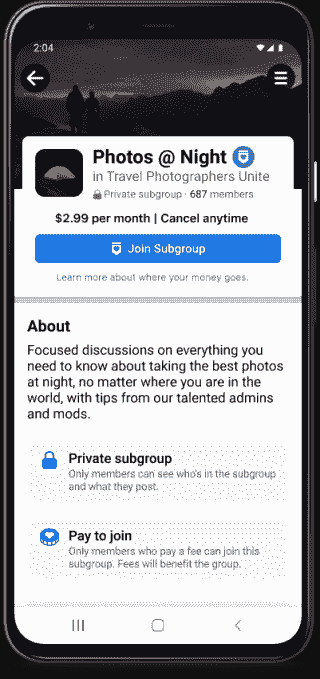 2:04
Photos @ Night
in Travel Photographers Unite
Private subgroup · 687 members
$2.99 per month | Cancel anytime
Join Subgroup
Learn more about where your money goes.
About
Focused discussions on everything you
need to know about taking the best photos
at night, no matter where you are in the
world, with tips from our talented admins
and mods.
Private subgroup
Only members can see who's in the subgroup
and what they post.
Pay to join
Only members who pay a fee can join this
subgroup. Fees will benefit the group.